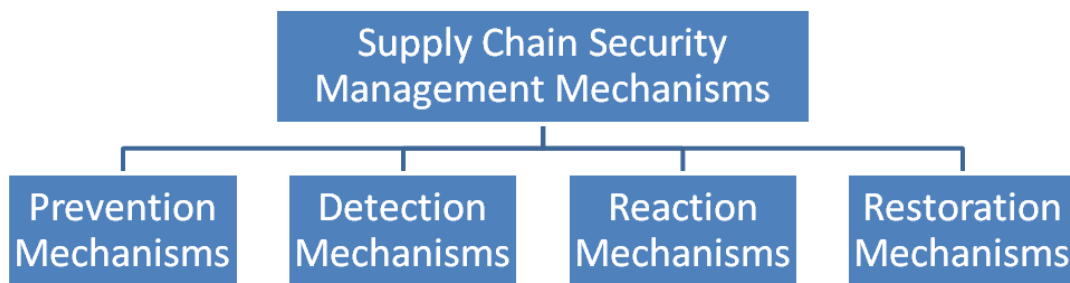 Supply Chain Security
Management Mechanisms
Prevention
Mechanisms
Detection
Mechanisms
Reaction
Mechanisms
Restoration
Mechanisms